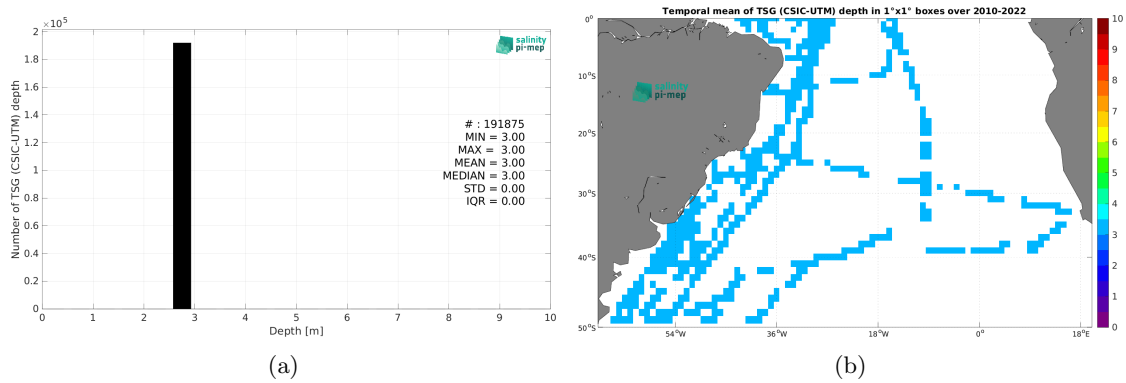 ×10⁵
2
1.8
1.6
1.4
1.2
1
0.8
0.6
0.4
0.2
0
Number of TSG (CSIC-UTM) depth
0 1 2 3 4 5 6 7 8 9 10
Depth [m]
salinity
pi-mep
# : 191875
MIN = 3.00
MAX = 3.00
MEAN = 3.00
MEDIAN = 3.00
STD = 0.00
IQR = 0.00
(a)
Temporal mean of TSG (CSIC-UTM) depth in 1°x1° boxes over 2010-2022
0°
10°S
20°S
30°S
40°S
50°S
54°W 36°W 18°W 0° 18°E
salinity
pi-mep
10
9
8
7
6
5
4
3
2
1
0
(b)